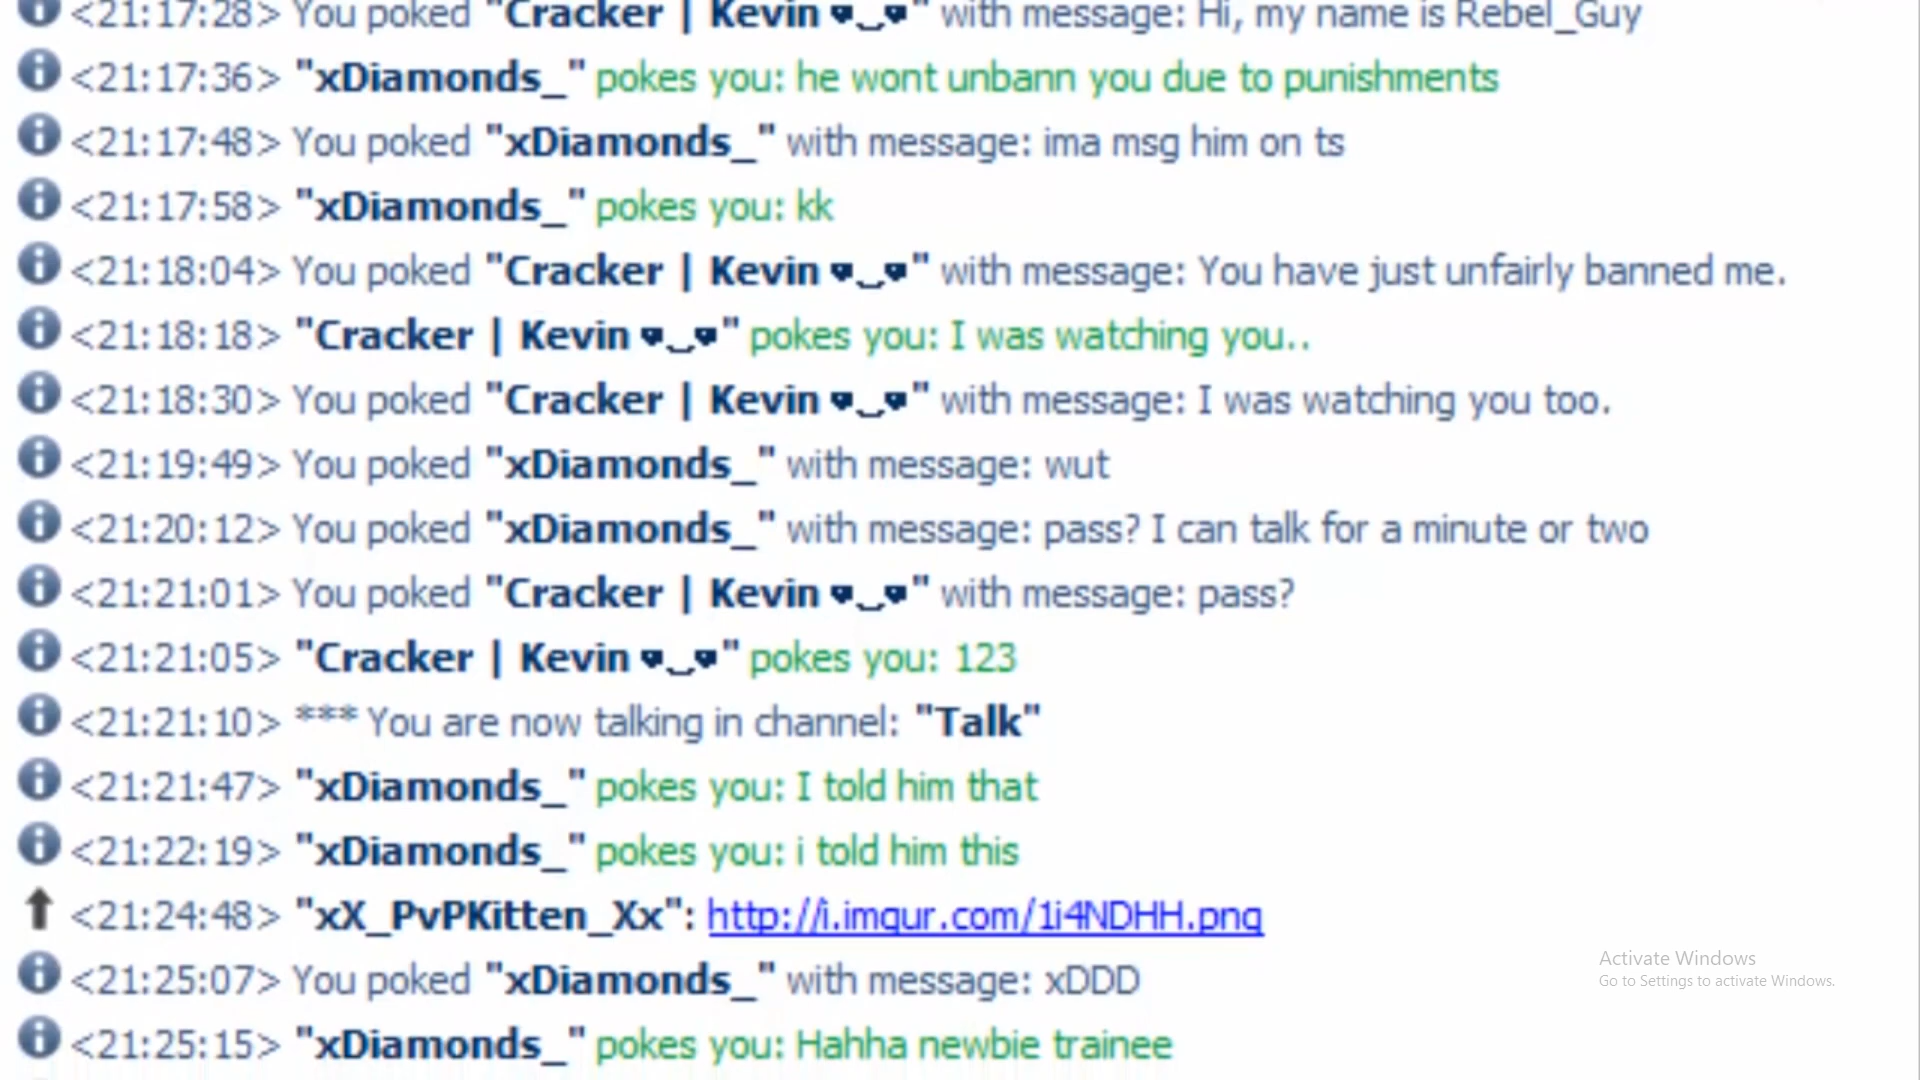 <21:17:28> You poked "Cracker | Kevin ♥‿♥" with message: Hi, my name is Rebel_Guy
<21:17:36> "xDiamonds_" pokes you: he wont unbann you due to punishments
<21:17:48> You poked "xDiamonds_" with message: ima msg him on ts
<21:17:58> "xDiamonds_" pokes you: kk
<21:18:04> You poked "Cracker | Kevin ♥‿♥" with message: You have just unfairly banned me.
<21:18:18> "Cracker | Kevin ♥‿♥" pokes you: I was watching you..
<21:18:30> You poked "Cracker | Kevin ♥‿♥" with message: I was watching you too.
<21:19:49> You poked "xDiamonds_" with message: wut
<21:20:12> You poked "xDiamonds_" with message: pass? I can talk for a minute or two
<21:21:01> You poked "Cracker | Kevin ♥‿♥" with message: pass?
<21:21:05> "Cracker | Kevin ♥‿♥" pokes you: 123
<21:21:10> *** You are now talking in channel: "Talk"
<21:21:47> "xDiamonds_" pokes you: I told him that
<21:22:19> "xDiamonds_" pokes you: i told him this
<21:24:48> "xX_PvPKitten_Xx": http://i.imgur.com/1i4NDHH.png
<21:25:07> You poked "xDiamonds_" with message: xDDD
<21:25:15> "xDiamonds_" pokes you: Hahha newbie trainee
Activate Windows
Go to Settings to activate Windows.